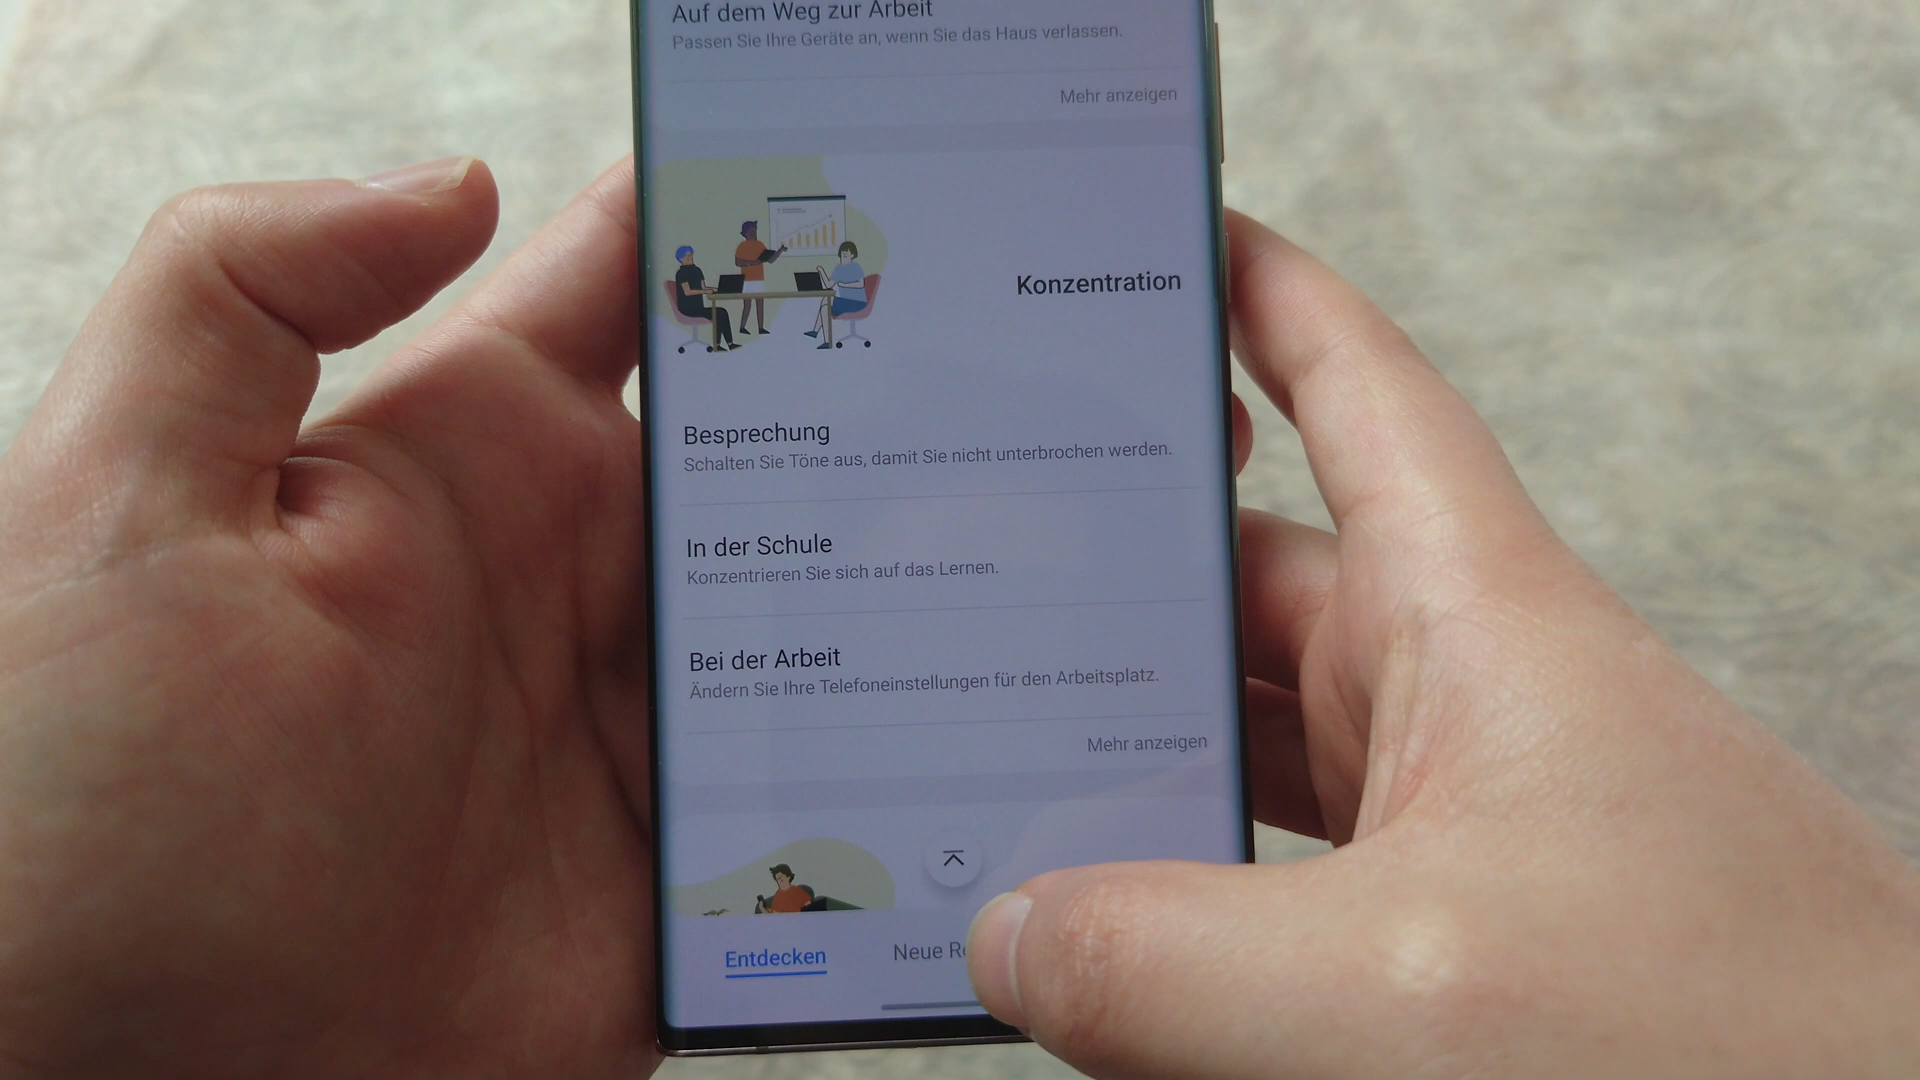 Auf dem Weg zur Arbeit
Passen Sie Ihre Geräte an, wenn Sie das Haus verlassen.
Mehr anzeigen
Konzentration
Besprechung
Schalten Sie Töne aus, damit Sie nicht unterbrochen werden.
In der Schule
Konzentrieren Sie sich auf das Lernen.
Bei der Arbeit
Ändern Sie Ihre Telefoneinstellungen für den Arbeitsplatz.
Mehr anzeigen
Entdecken
Neue